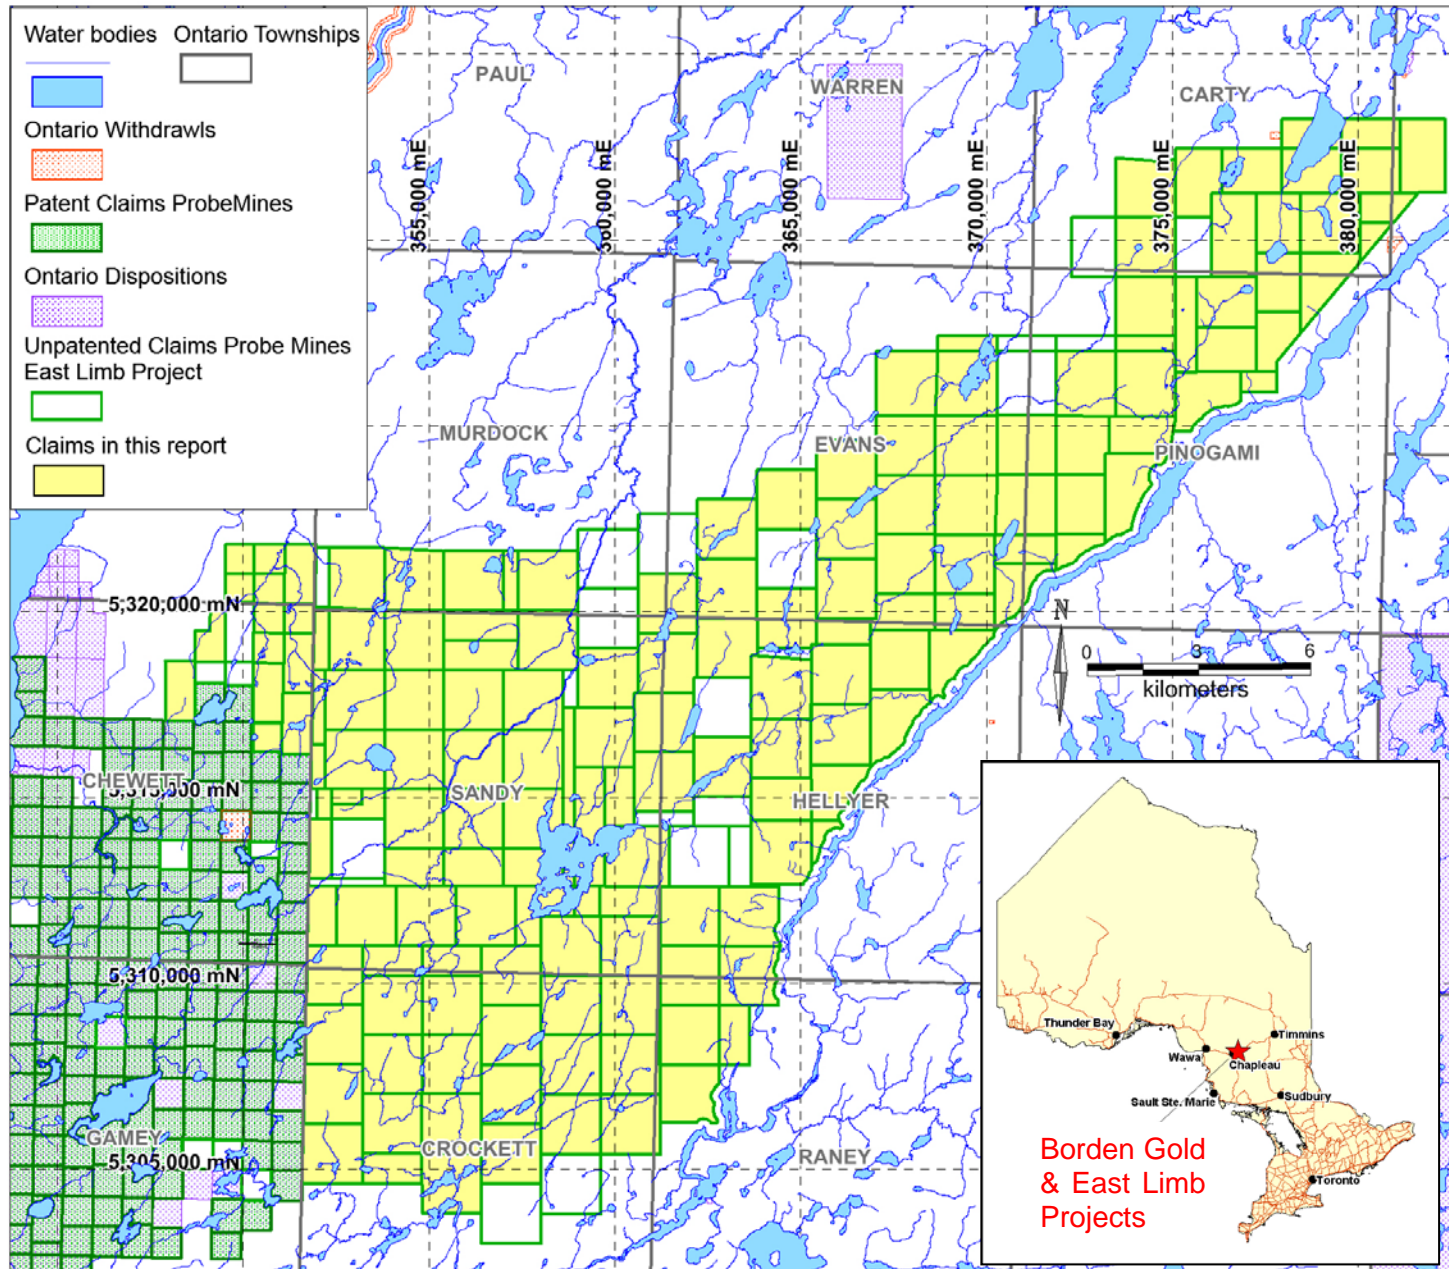 Water bodies
Ontario Townships
Ontario Withdrawls
Patent Claims ProbeMines
Ontario Dispositions
Unpatented Claims Probe Mines
East Limb Project
Claims in this report
PAUL
WARREN
CARTY
355,000 mE
360,000 mE
365,000 mE
370,000 mE
375,000 mE
380,000 mE
MURDOCK
EVANS
PINOGAMI
5,320,000 mN
N
0 3 6
kilometers
CHEWETT
5,315,000 mN
SANDY
HELLYER
5,310,000 mN
GAMEY
5,305,000 mN
CROCKETT
RANEY
Thunder Bay
Timmins
Wawa
Chapleau
Sault Ste. Marie
Sudbury
Toronto
Borden Gold
& East Limb
Projects